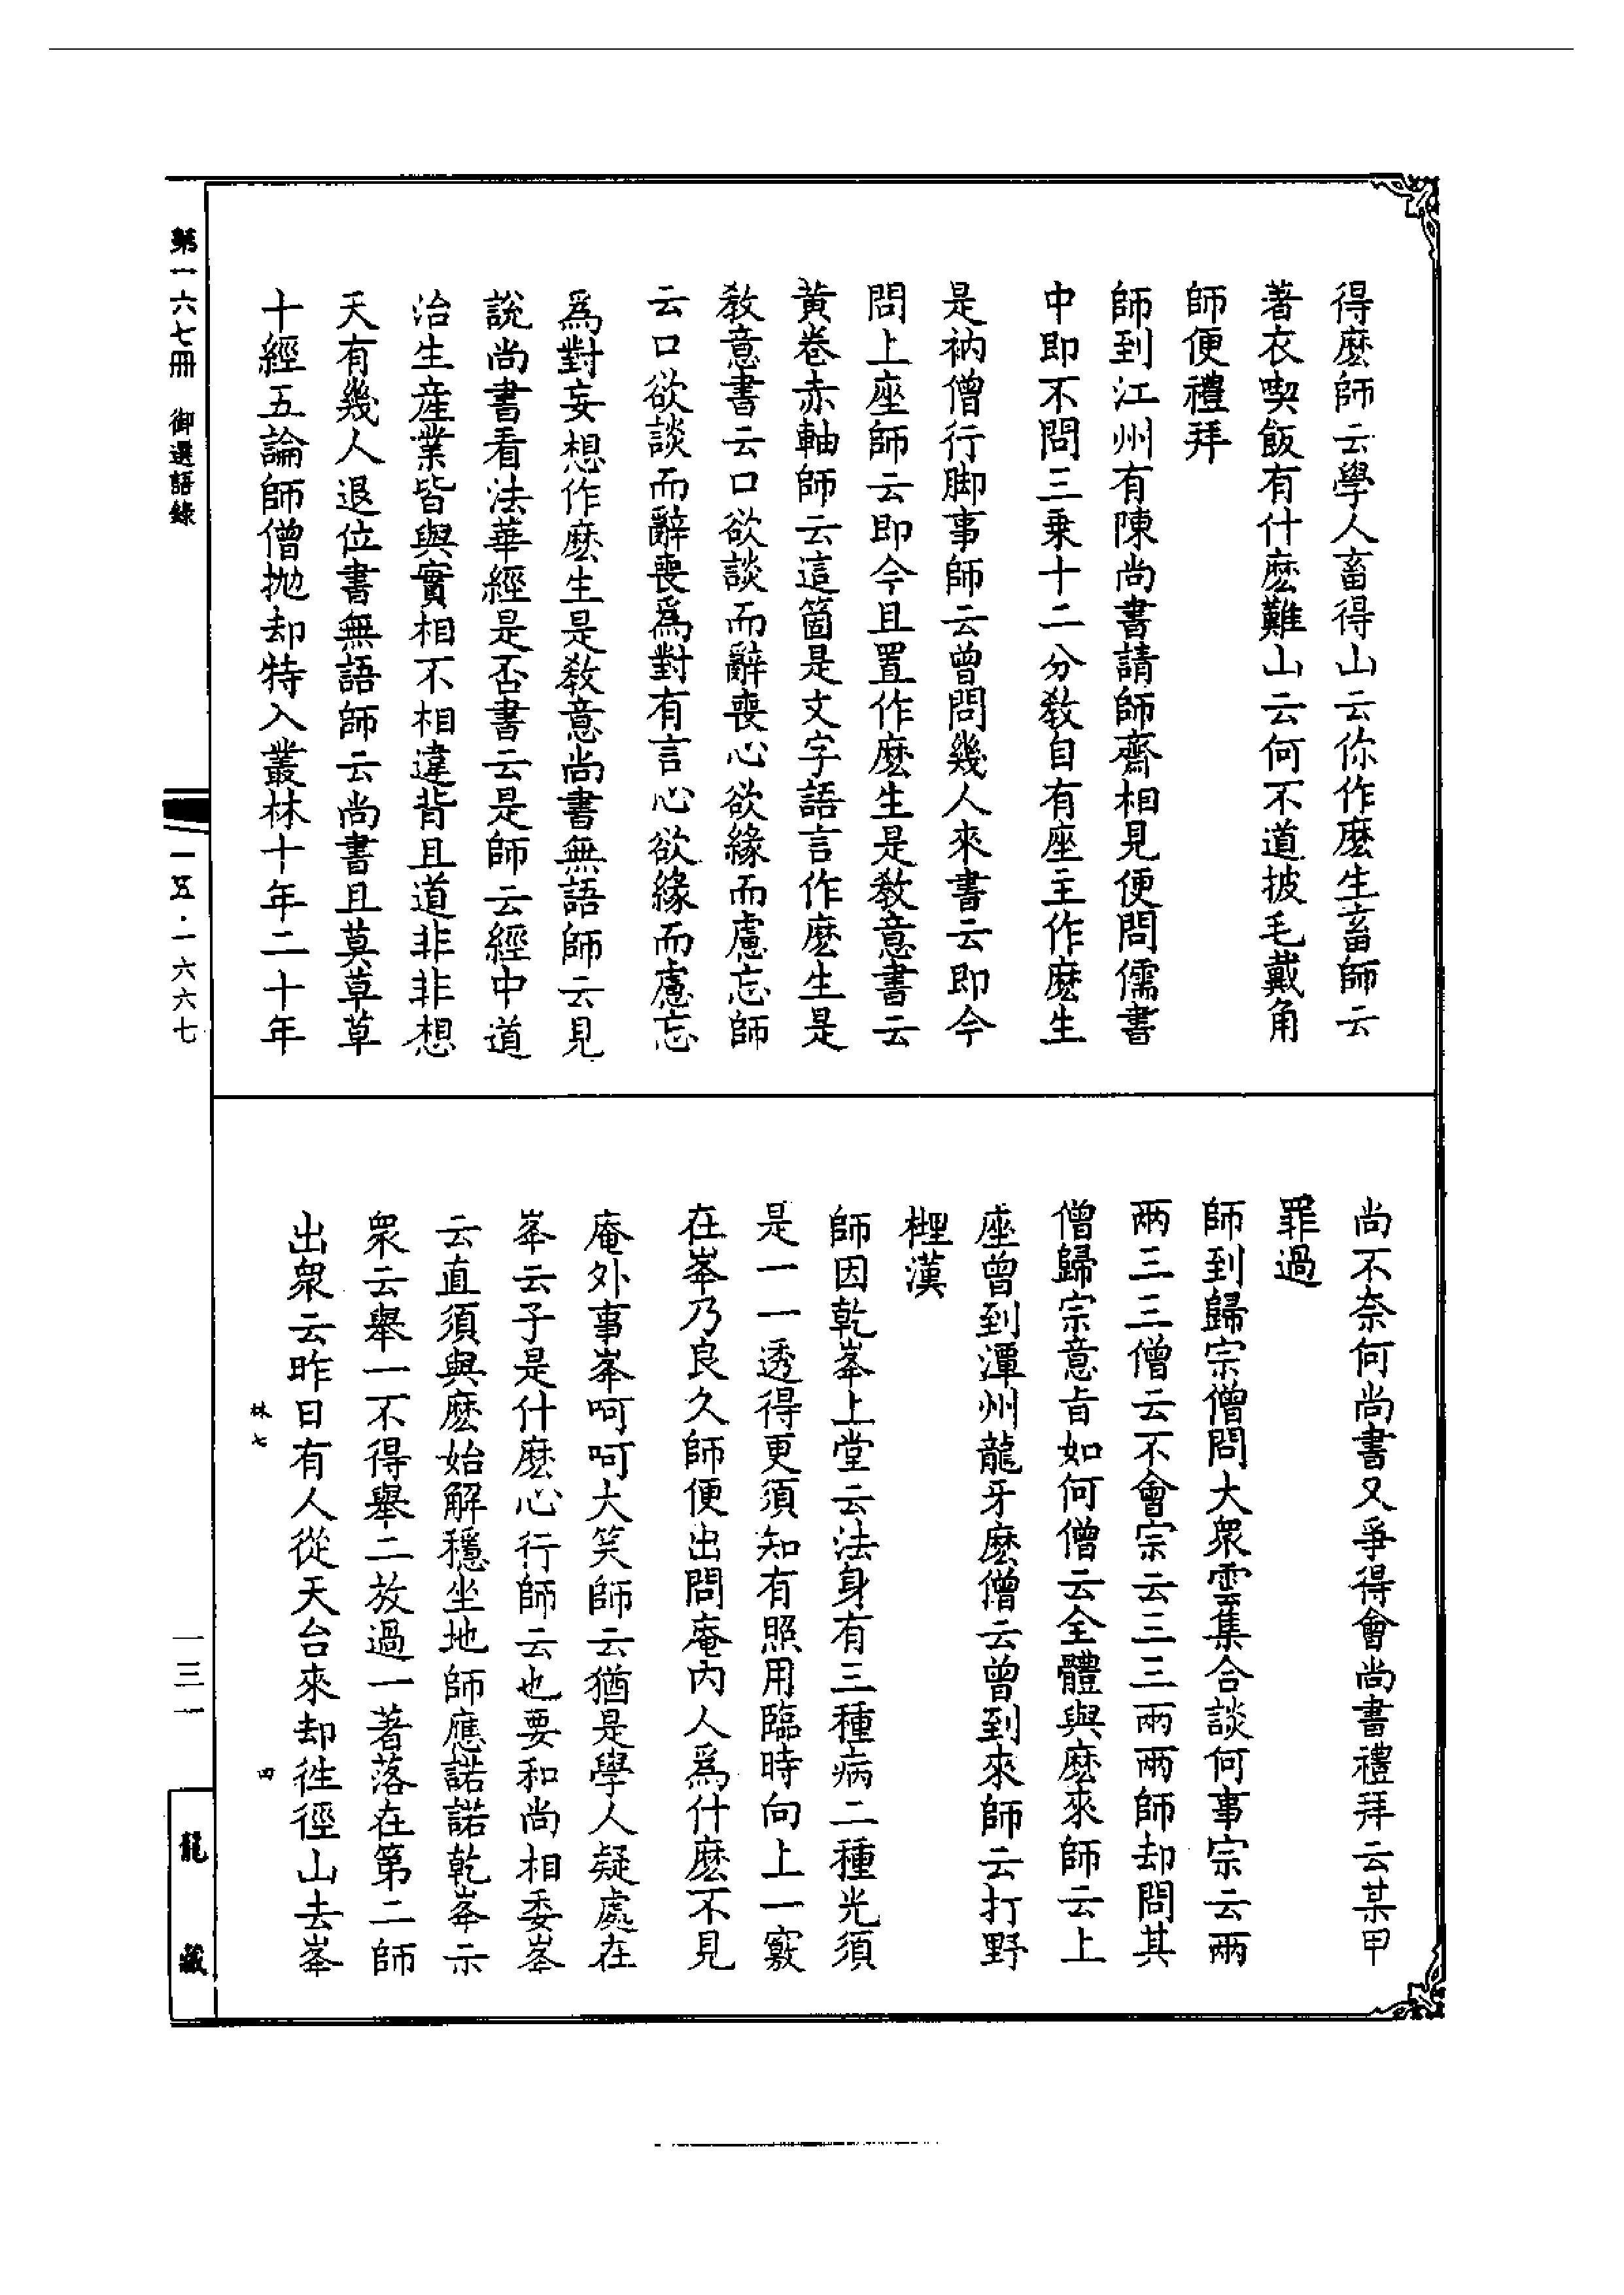 得麽師云學人畜得山云你作麽生畜師云
著衣喫飯有什麽難山云何不道披毛戴角
師便禮拜
師到江州有陳尚書請師齋相見便問儒書
中即不問三乗十二分敎自有座主作麽生
是衲僧行脚事師云曾問幾人來書云即今
問上座師云即今且置作麽生是敎意書云
黄卷赤軸師云這箇是文字語言作麽生是
敎意書云口欲談而辭喪心欲緣而慮忘師
云口欲談而辭喪爲對有言心欲緣而慮忘
爲對妄想作麽生是敎意尚書無語師云見
說尚書看法華經是否書云是師云經中道
治生産業皆與實相不相違背且道非非想
天有幾人退位書無語師云尚書且莫草草
十經五論師僧抛却特入叢林十年二十年
尚不奈何尚書又爭得會尚書禮拜云某甲
罪過
師到歸宗僧問大衆雲集合談何事宗云兩
兩三三僧云不會宗云三三兩兩師却問其
僧歸宗意旨如何僧云全體與麽來師云上
座曾到潭州龍牙麽僧云曾到來師云打野
榸漢
師因乾峯上堂云法身有三種病二種光須
是一一透得更須知有照用臨時向上一竅
在峯乃良久師便出問庵内人爲什麽不見
庵外事峯呵呵大笑師云猶是學人疑處在
峯云子是什麽心行師云也要和尚相委峯
云直須與麽始解穩坐地師應諾諾乾峯示
衆云舉一不得舉二放過一著落在第二師
出衆云昨日有人從天台來却徃徑山去峯
林七
四
第一六七冊 御選語錄
一五·一六六七
一三一
龍藏